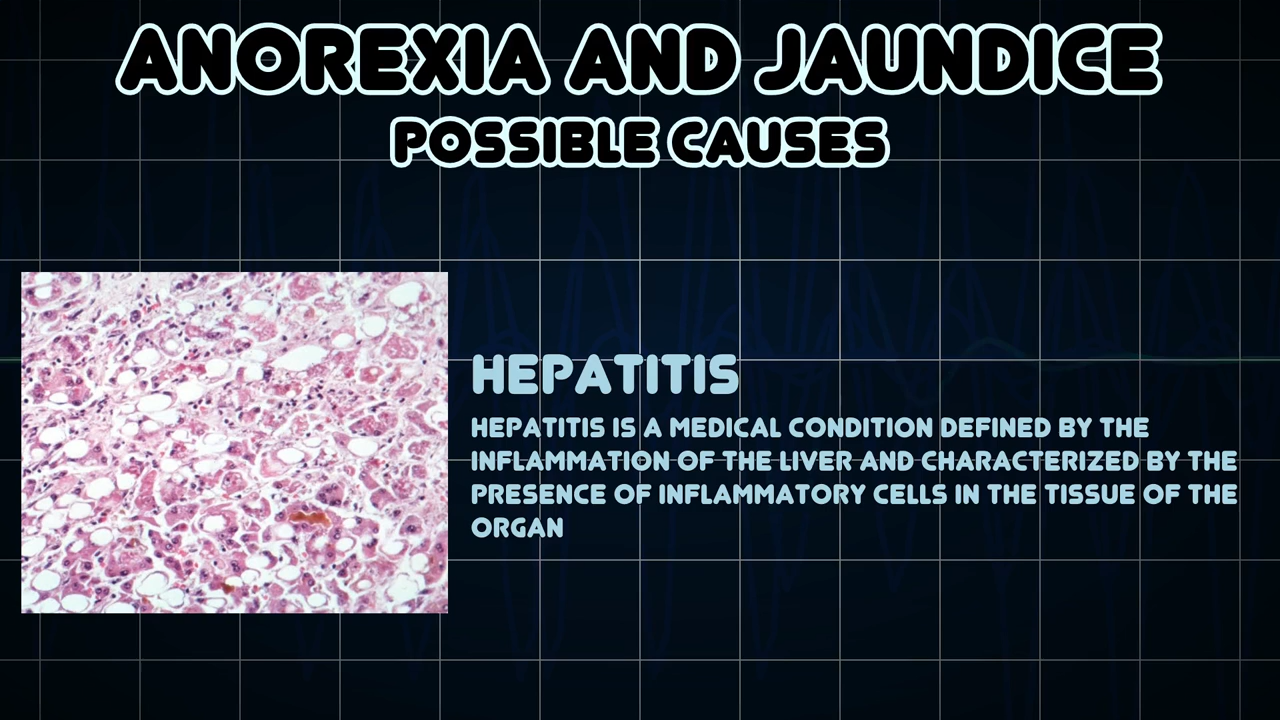 ANOREXIA AND JAUNDICE
POSSIBLE CAUSES
HEPATITIS
HEPATITIS IS A MEDICAL CONDITION DEFINED BY THE
INFLAMMATION OF THE LIVER AND CHARACTERIZED BY THE
PRESENCE OF INFLAMMATORY CELLS IN THE TISSUE OF THE
ORGAN